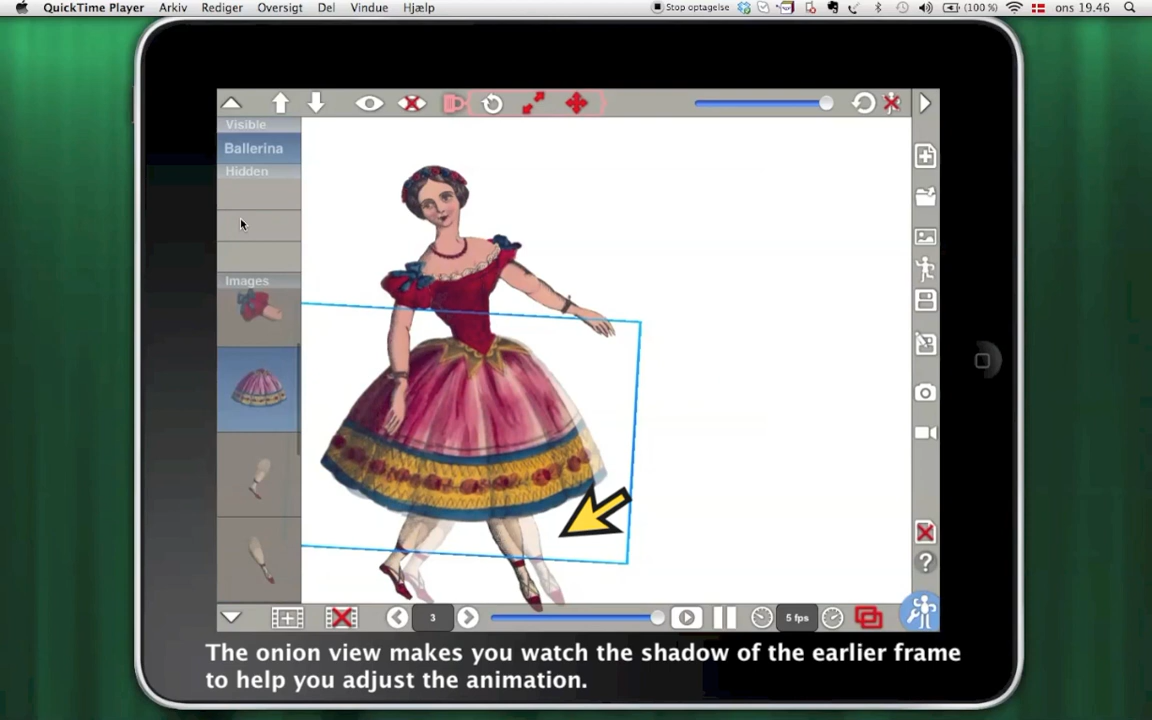 QuickTime Player Arkiv Rediger Oversigt Del Vindue Hjælp Stop optagelse (100 %) ons 19.46
Visible
Ballerina
Hidden
Images
3
5 fps
?
The onion view makes you watch the shadow of the earlier frame
to help you adjust the animation.